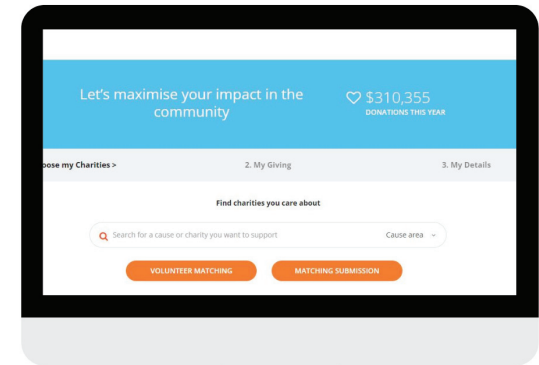 Let's maximise your impact in the
community
$310,355
DONATIONS THIS YEAR
oose my Charities >
2. My Giving
3. My Details
Find charities you care about
Search for a cause or charity you want to support
Cause area
VOLUNTEER MATCHING
MATCHING SUBMISSION